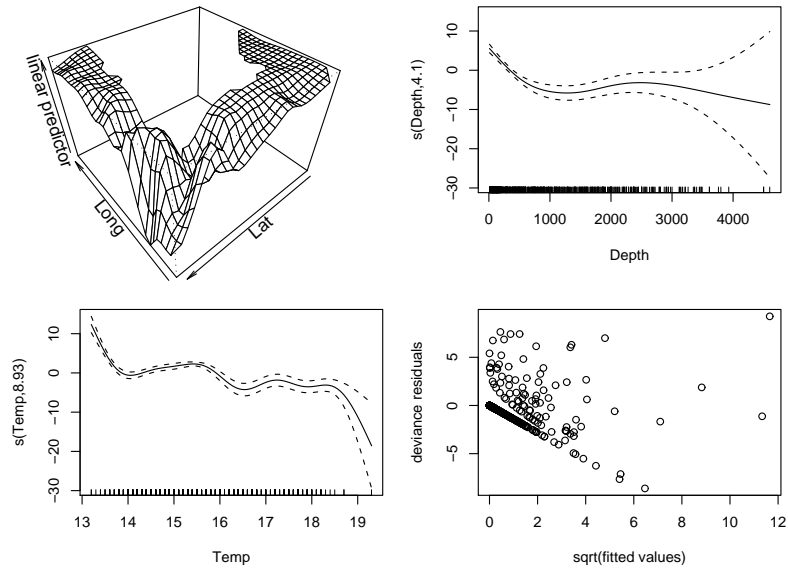 linear predictor
Long
Lat
s(Depth,4.1)
10
0
−10
−20
−30
0 1000 2000 3000 4000
Depth
s(Temp,8.93)
10
0
−10
−20
−30
13 14 15 16 17 18 19
Temp
deviance residuals
5
0
−5
0 2 4 6 8 10 12
sqrt(fitted values)